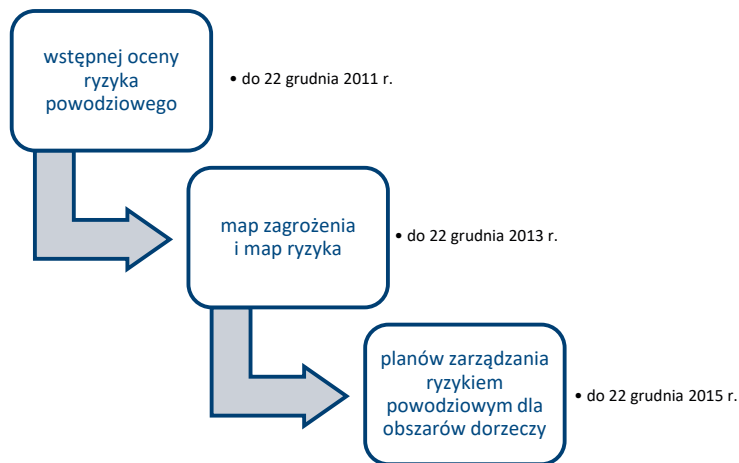 wstępnej oceny
ryzyka
powodziowego
• do 22 grudnia 2011 r.
map zagrożenia
i map ryzyka
• do 22 grudnia 2013 r.
planów zarządzania
ryzykiem
powodziowym dla
obszarów dorzeczy
• do 22 grudnia 2015 r.